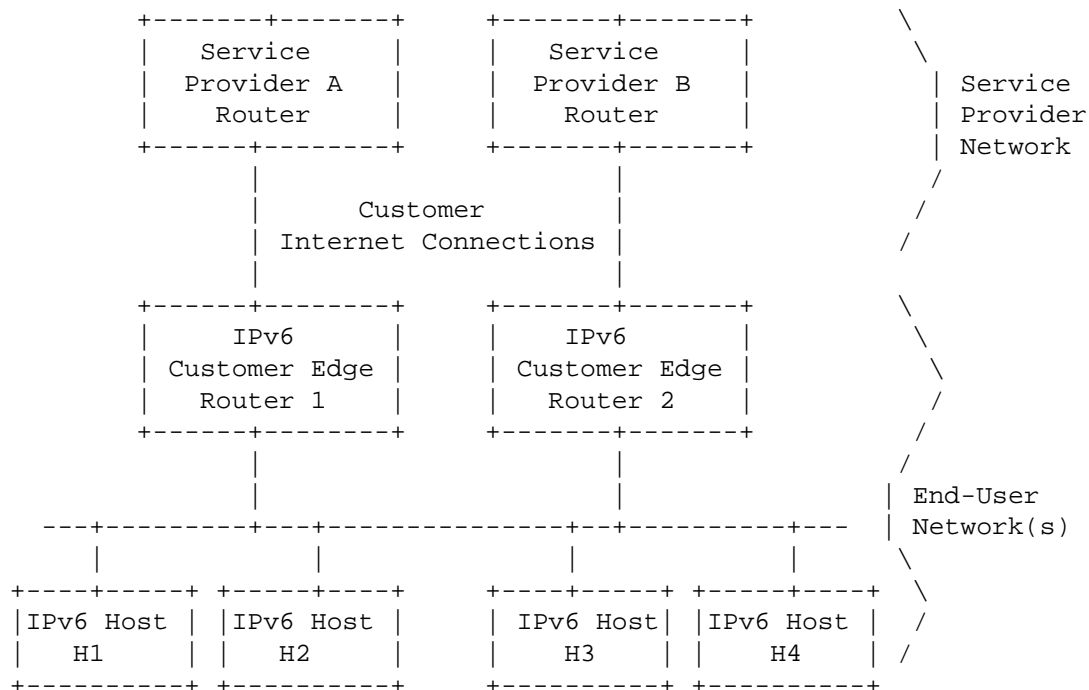 Service
Provider A
Router
Service
Provider B
Router
Service
Provider
Network
Customer
Internet Connections
IPv6
Customer Edge
Router 1
IPv6
Customer Edge
Router 2
End-User
Network(s)
IPv6 Host
H1
IPv6 Host
H2
IPv6 Host
H3
IPv6 Host
H4